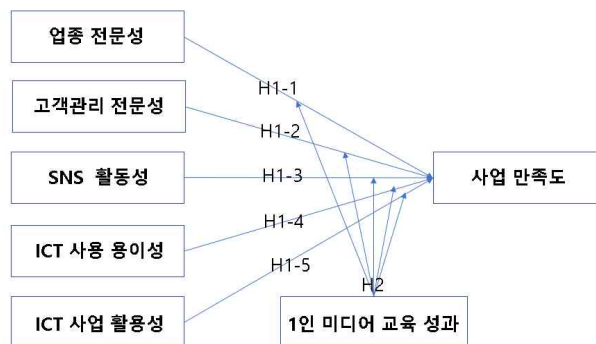 업종 전문성
H1-1
고객관리 전문성
H1-2
SNS 활동성
H1-3
사업 만족도
H1-4
ICT 사용 용이성
H1-5
H2
ICT 사업 활용성
1인 미디어 교육 성과